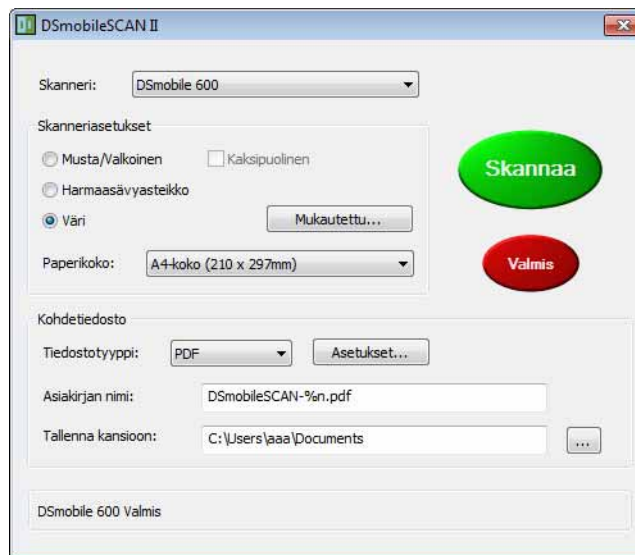 DSmobileSCAN II
Skanneri: DSmobile 600
Skanneriasetukset
Musta/Valkoinen Kaksipuolinen
Harmaasävyasteikko
Väri Mukautettu...
Paperikoko: A4-koko (210 x 297mm)
Skannaa
Valmis
Kohdetiedosto
Tiedostotyyppi: PDF Asetukset...
Asiakirjan nimi: DSmobileSCAN-%n.pdf
Tallenna kansioon: C:\Users\aaa\Documents ...
DSmobile 600 Valmis